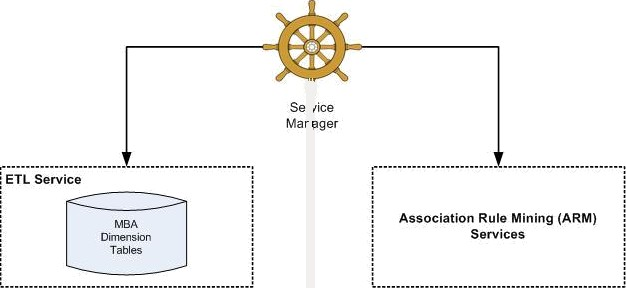 Service
Manager
ETL Service
MBA
Dimension
Tables
Association Rule Mining (ARM)
Services